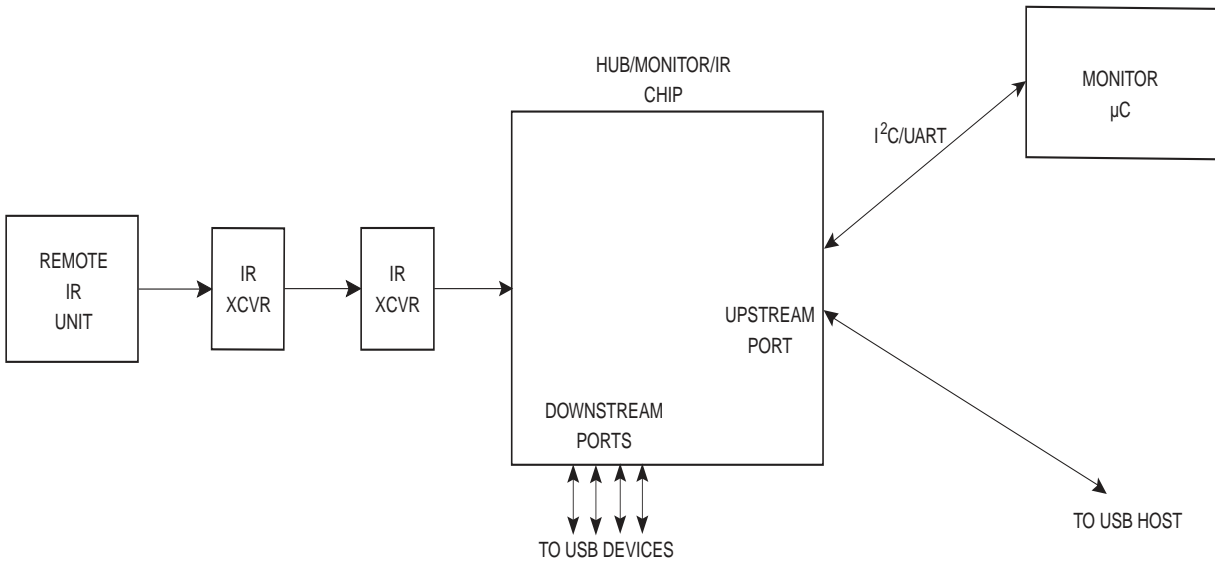 HUB/MONITOR/IR
CHIP
MONITOR
µC
I²C/UART
REMOTE
IR
UNIT
IR
XCVR
IR
XCVR
UPSTREAM
PORT
DOWNSTREAM
PORTS
TO USB DEVICES
TO USB HOST